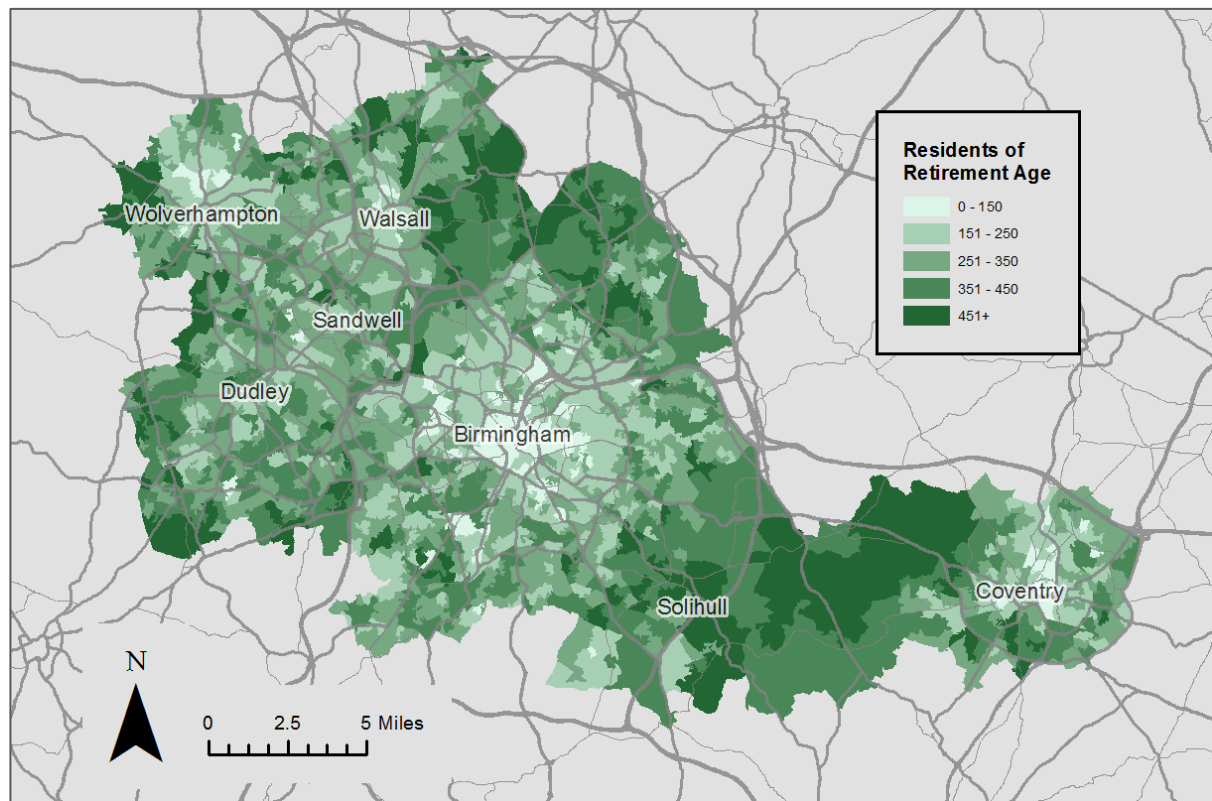 Residents of
Retirement Age
0 - 150
151 - 250
251 - 350
351 - 450
451+
Wolverhampton
Walsall
Sandwell
Dudley
Birmingham
Solihull
Coventry
N
0 2.5 5 Miles